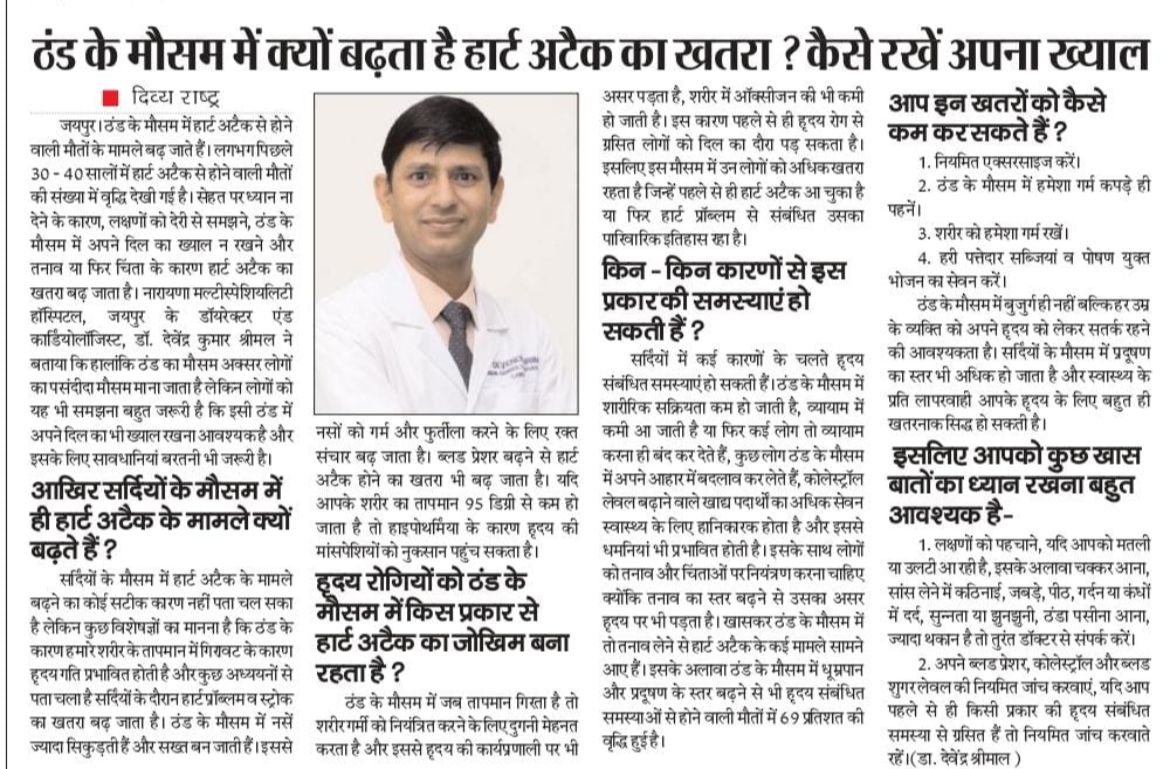 ठंड के मौसम में क्यों बढ़ता है हार्ट अटैक का खतरा ? कैसे रखें अपना ख्याल
दिव्य राष्ट्र
जयपुर। ठंड के मौसम में हार्ट अटैक से होने
वाली मौतों के मामले बढ़ जाते हैं। लगभग पिछले
30 - 40 सालों में हार्ट अटैक से होने वाली मौतों
की संख्या में वृद्धि देखी गई है। सेहत पर ध्यान ना
देने के कारण, लक्षणों को देरी से समझने, ठंड के
मौसम में अपने दिल का ख्याल न रखने और
तनाव या फिर चिंता के कारण हार्ट अटैक का
खतरा बढ़ जाता है। नारायणा मल्टीस्पेशियलिटी
हॉस्पिटल, जयपुर के डॉयरेक्टर एंड
कार्डियोलॉजिस्ट, डॉ. देवेंद्र कुमार श्रीमल ने
बताया कि हालांकि ठंड का मौसम अक्सर लोगों
का पसंदीदा मौसम माना जाता है लेकिन लोगों को
यह भी समझना बहुत जरूरी है कि इसी ठंड में
अपने दिल का भी ख्याल रखना आवश्यक है और
इसके लिए सावधानियां बरतनी भी जरूरी है।
आखिर सर्दियों के मौसम में
ही हार्ट अटैक के मामले क्यों
बढ़ते हैं ?
सर्दियों के मौसम में हार्ट अटैक के मामले
बढ़ने का कोई सटीक कारण नहीं पता चल सका
है लेकिन कुछ विशेषज्ञों का मानना है कि ठंड के
कारण हमारे शरीर के तापमान में गिरावट के कारण
हृदय गति प्रभावित होती है और कुछ अध्ययनों से
पता चला है सर्दियों के दौरान हार्ट प्रॉब्लम व स्ट्रोक
का खतरा बढ़ जाता है। ठंड के मौसम में नसें
ज्यादा सिकुड़ती हैं और सख्त बन जाती हैं। इससे
नसों को गर्म और फुर्तीला करने के लिए रक्त
संचार बढ़ जाता है। ब्लड प्रेशर बढ़ने से हार्ट
अटैक होने का खतरा भी बढ़ जाता है। यदि
आपके शरीर का तापमान 95 डिग्री से कम हो
जाता है तो हाइपोथर्मिया के कारण हृदय की
मांसपेशियों को नुकसान पहुंच सकता है।
हृदय रोगियों को ठंड के
मौसम में किस प्रकार से
हार्ट अटैक का जोखिम बना
रहता है ?
ठंड के मौसम में जब तापमान गिरता है तो
शरीर गर्मी को नियंत्रित करने के लिए दुगनी मेहनत
करता है और इससे हृदय की कार्यप्रणाली पर भी
असर पड़ता है, शरीर में ऑक्सीजन की भी कमी
हो जाती है। इस कारण पहले से ही हृदय रोग से
ग्रसित लोगों को दिल का दौरा पड़ सकता है।
इसलिए इस मौसम में उन लोगों को अधिक खतरा
रहता है जिन्हें पहले से ही हार्ट अटैक आ चुका है
या फिर हार्ट प्रॉब्लम से संबंधित उसका
पारिवारिक इतिहास रहा है।
किन - किन कारणों से इस
प्रकार की समस्याएं हो
सकती हैं ?
सर्दियों में कई कारणों के चलते हृदय
संबंधित समस्याएं हो सकती हैं। ठंड के मौसम में
शारीरिक सक्रियता कम हो जाती है, व्यायाम में
कमी आ जाती है या फिर कई लोग तो व्यायाम
करना ही बंद कर देते हैं, कुछ लोग ठंड के मौसम
में अपने आहार में बदलाव कर लेते हैं, कोलेस्ट्रॉल
लेवल बढ़ाने वाले खाद्य पदार्थों का अधिक सेवन
स्वास्थ्य के लिए हानिकारक होता है और इससे
धमनियां भी प्रभावित होती है। इसके साथ लोगों
को तनाव और चिंताओं पर नियंत्रण करना चाहिए
क्योंकि तनाव का स्तर बढ़ने से उसका असर
हृदय पर भी पड़ता है। खासकर ठंड के मौसम में
तो तनाव लेने से हार्ट अटैक के कई मामले सामने
आए हैं। इसके अलावा ठंड के मौसम में धूम्रपान
और प्रदूषण के स्तर बढ़ने से भी हृदय संबंधित
समस्याओं से होने वाली मौतों में 69 प्रतिशत की
वृद्धि हुई है।
आप इन खतरों को कैसे
कम कर सकते हैं ?
1. नियमित एक्सरसाइज करें।
2. ठंड के मौसम में हमेशा गर्म कपड़े ही
पहनें।
3. शरीर को हमेशा गर्म रखें।
4. हरी पत्तेदार सब्जियां व पोषण युक्त
भोजन का सेवन करें।
ठंड के मौसम में बुजुर्ग ही नहीं बल्कि हर उम्र
के व्यक्ति को अपने हृदय को लेकर सतर्क रहने
की आवश्यकता है। सर्दियों के मौसम में प्रदूषण
का स्तर भी अधिक हो जाता है और स्वास्थ्य के
प्रति लापरवाही आपके हृदय के लिए बहुत ही
खतरनाक सिद्ध हो सकती है।
इसलिए आपको कुछ खास
बातों का ध्यान रखना बहुत
आवश्यक है-
1. लक्षणों को पहचाने, यदि आपको मतली
या उलटी आ रही है, इसके अलावा चक्कर आना,
सांस लेने में कठिनाई, जबड़े, पीठ, गर्दन या कंधों
में दर्द, सुन्नता या झुनझुनी, ठंडा पसीना आना,
ज्यादा थकान है तो तुरंत डॉक्टर से संपर्क करें।
2. अपने ब्लड प्रेशर, कोलेस्ट्रॉल और ब्लड
शुगर लेवल की नियमित जांच करवाएं, यदि आप
पहले से ही किसी प्रकार की हृदय संबंधित
समस्या से ग्रसित हैं तो नियमित जांच करवाते
रहें।(डा. देवेंद्र श्रीमाल )